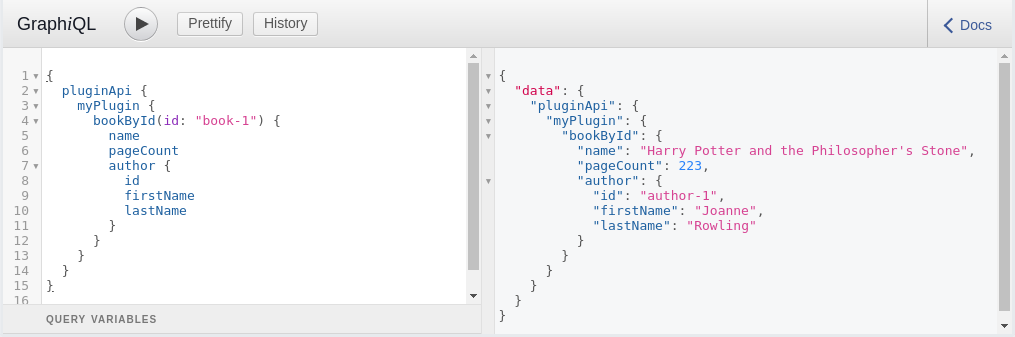 GraphiQL
Prettify
History
Docs
1 {
2 pluginApi {
3 myPlugin {
4 bookById(id: "book-1") {
5 name
6 pageCount
7 author {
8 id
9 firstName
10 lastName
11 }
12 }
13 }
14 }
15 }
16
QUERY VARIABLES
{
"data": {
"pluginApi": {
"myPlugin": {
"bookById": {
"name": "Harry Potter and the Philosopher's Stone",
"pageCount": 223,
"author": {
"id": "author-1",
"firstName": "Joanne",
"lastName": "Rowling"
}
}
}
}
}
}